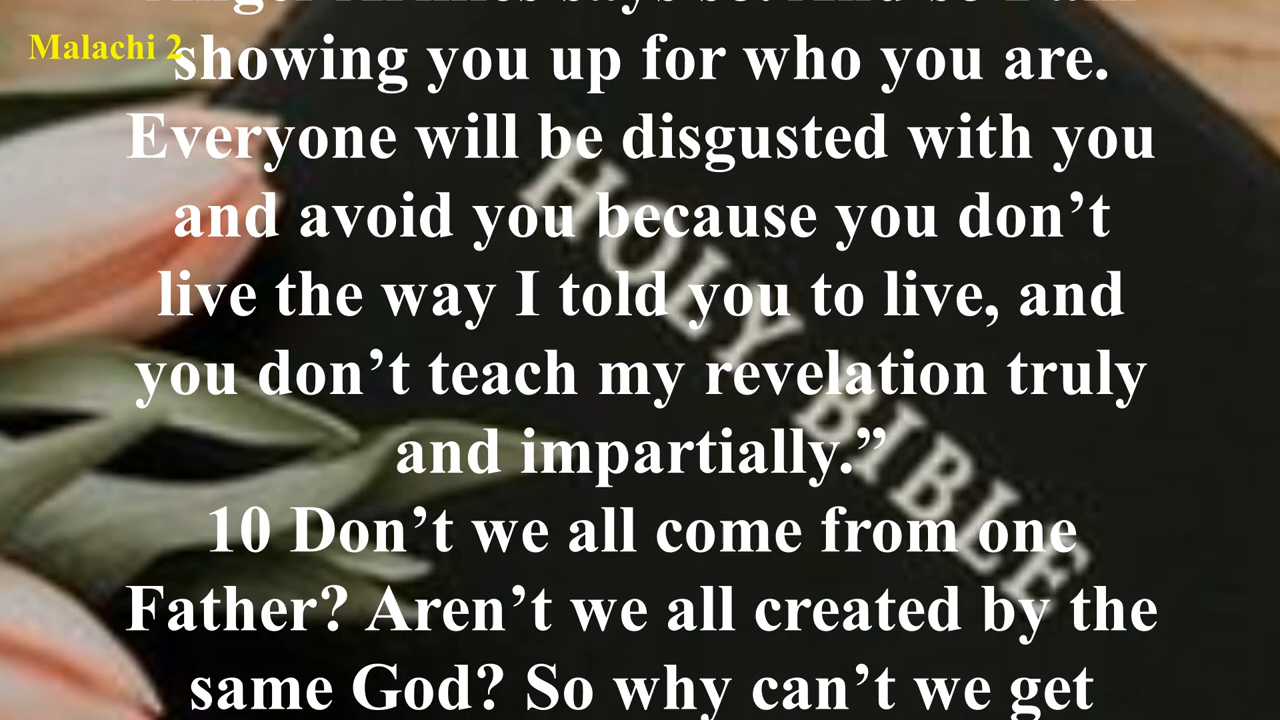 Malachi 2
showing you up for who you are.
Everyone will be disgusted with you
and avoid you because you don’t
live the way I told you to live, and
you don’t teach my revelation truly
and impartially.”
10 Don’t we all come from one
Father? Aren’t we all created by the
same God? So why can’t we get
HOLY BIBLE